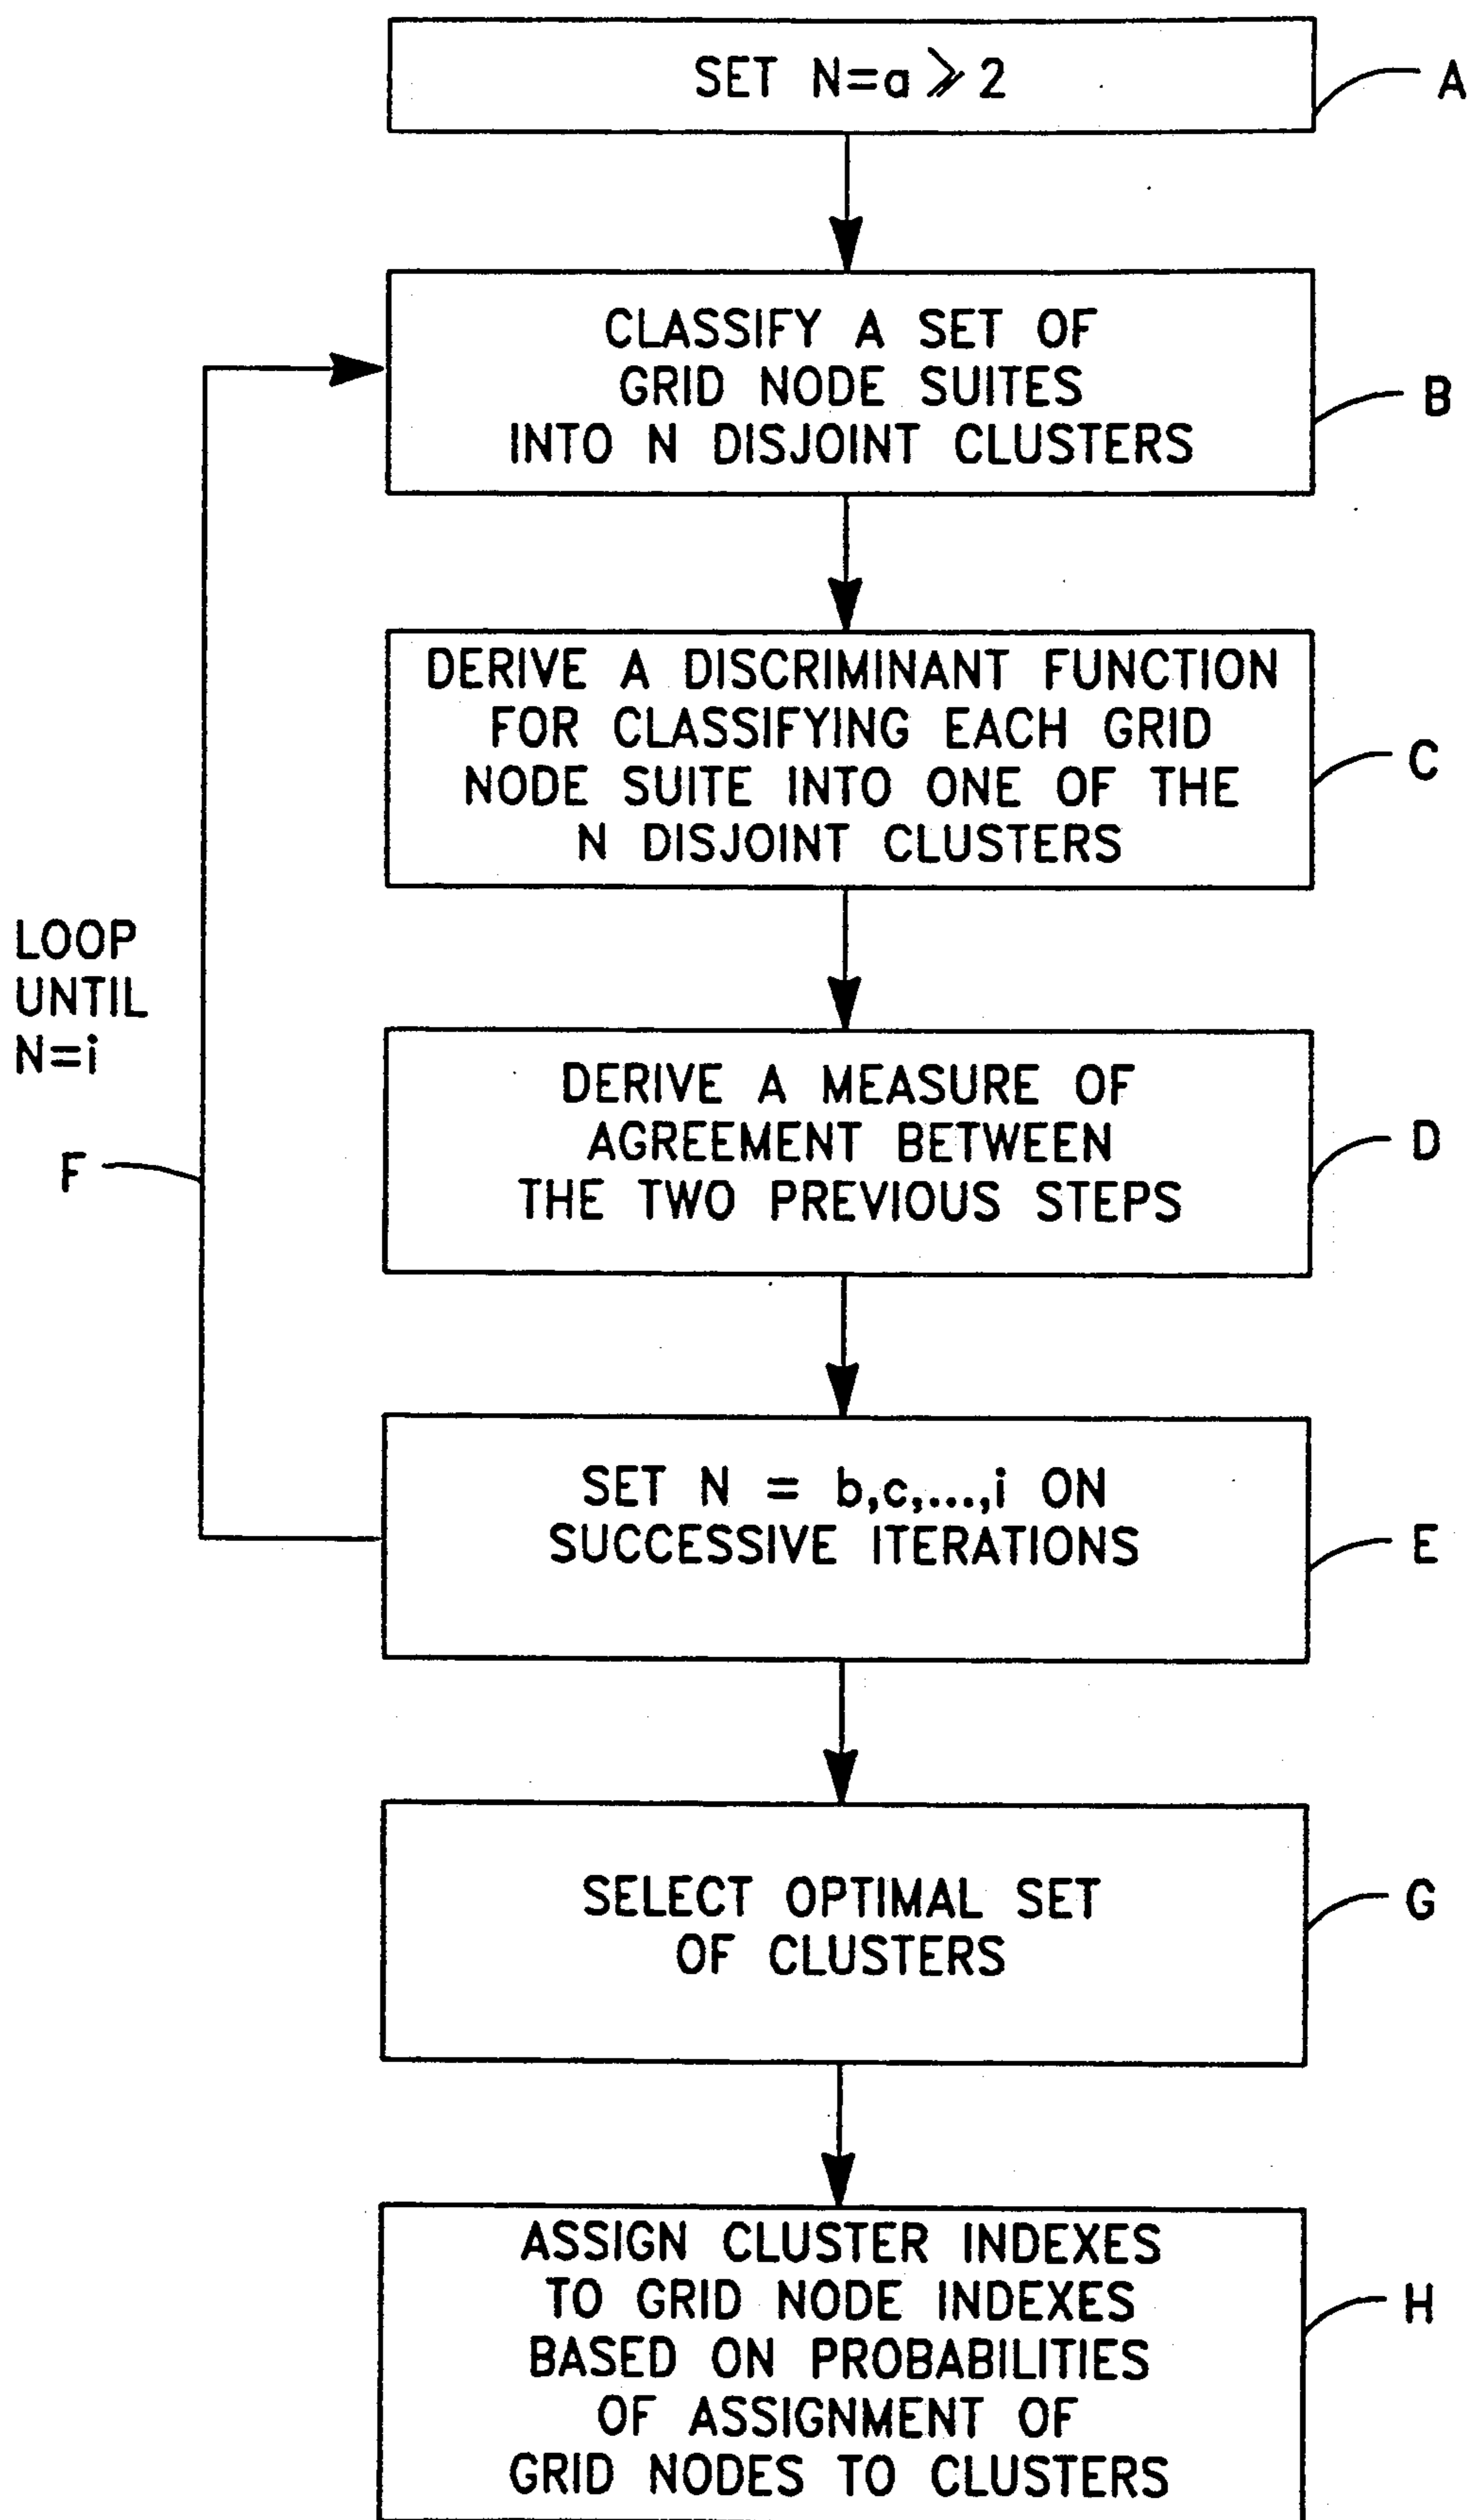 SET N=a ⩾ 2
A
CLASSIFY A SET OF
GRID NODE SUITES
INTO N DISJOINT CLUSTERS
B
DERIVE A DISCRIMINANT FUNCTION
FOR CLASSIFYING EACH GRID
NODE SUITE INTO ONE OF THE
N DISJOINT CLUSTERS
C
LOOP
UNTIL
N=i
DERIVE A MEASURE OF
AGREEMENT BETWEEN
THE TWO PREVIOUS STEPS
D
F
SET N = b,c,...,i ON
SUCCESSIVE ITERATIONS
E
SELECT OPTIMAL SET
OF CLUSTERS
G
ASSIGN CLUSTER INDEXES
TO GRID NODE INDEXES
BASED ON PROBABILITIES
OF ASSIGNMENT OF
GRID NODES TO CLUSTERS
H